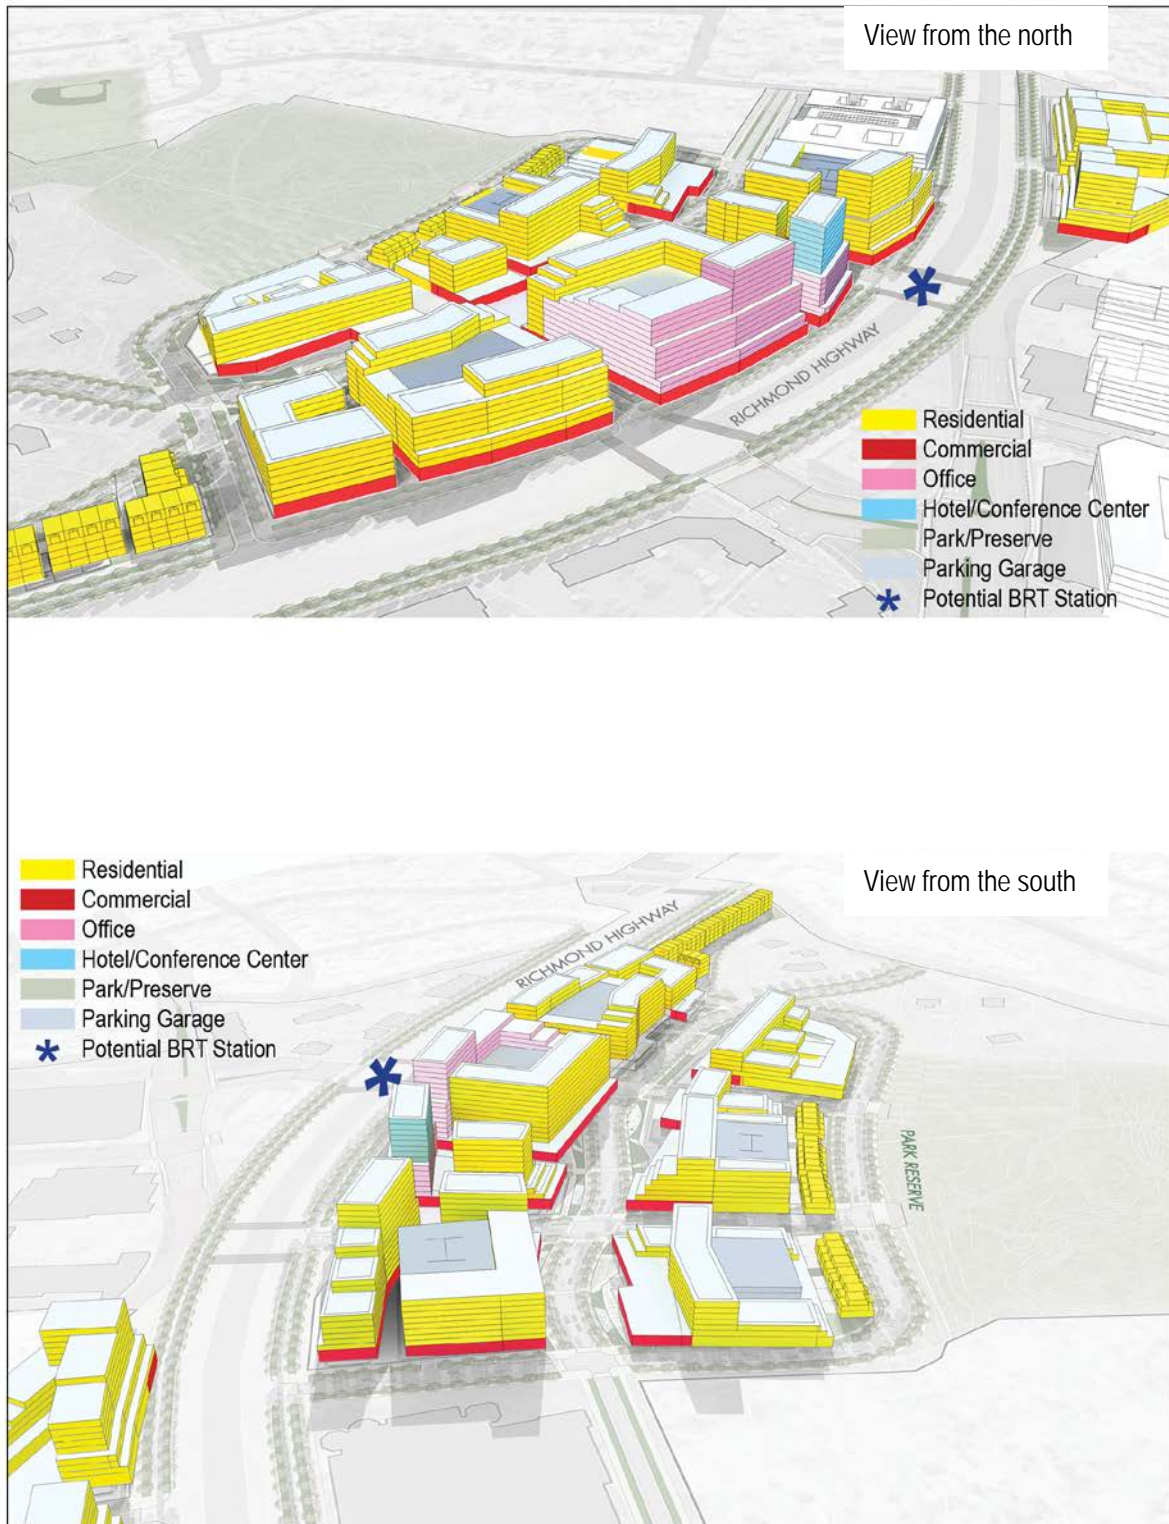 View from the north
RICHMOND HIGHWAY
Residential
Commercial
Office
Hotel/Conference Center
Park/Preserve
Parking Garage
Potential BRT Station
Residential
Commercial
Office
Hotel/Conference Center
Park/Preserve
Parking Garage
Potential BRT Station
View from the south
RICHMOND HIGHWAY
PARK RESERVE